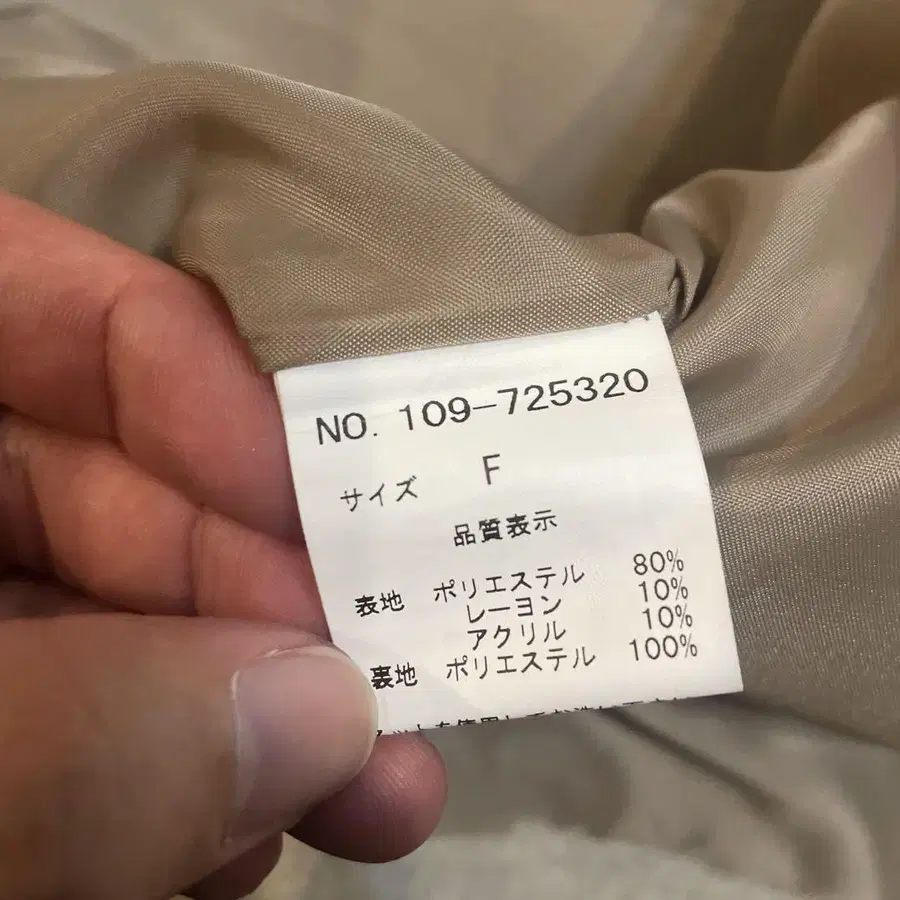 NO. 109-725320
サイズ F
品質表示
表地 ポリエステル 80%
レーヨン 10%
アクリル 10%
裏地 ポリエステル 100%